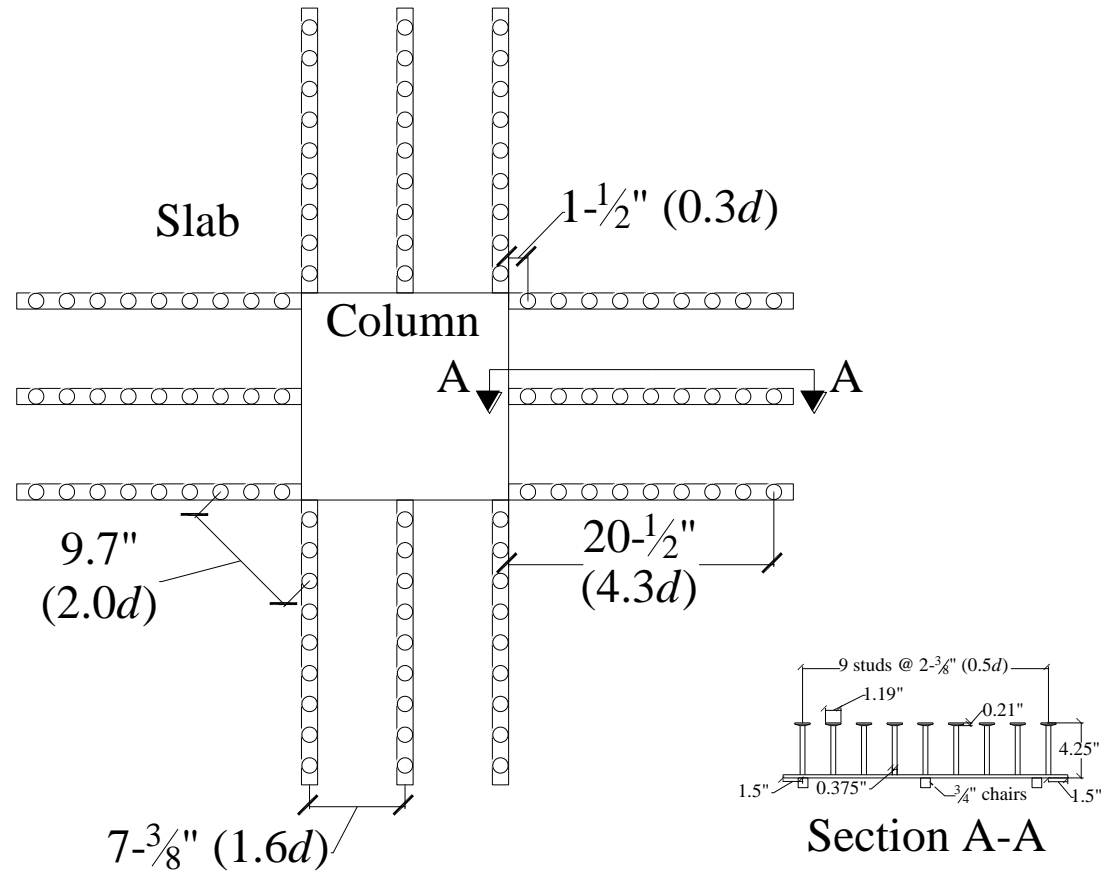 1-½" (0.3d)
Slab
Column
A
A
9.7"
(2.0d)
20-½"
(4.3d)
7-⅜" (1.6d)
9 studs @ 2-⅜" (0.5d)
1.19"
0.21"
4.25"
1.5"
0.375"
¾" chairs
1.5"
Section A-A